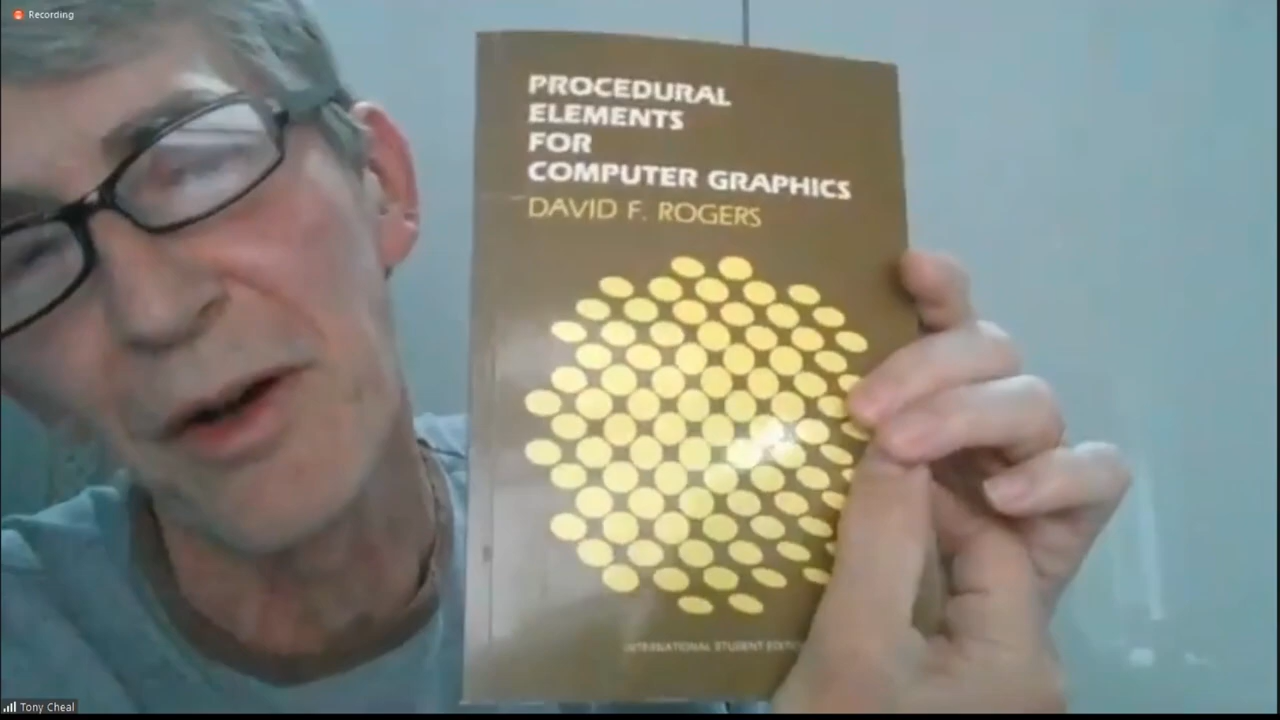 Recording
PROCEDURAL
ELEMENTS
FOR
COMPUTER GRAPHICS
DAVID F. ROGERS
INTERNATIONAL STUDENT
Tony Cheal